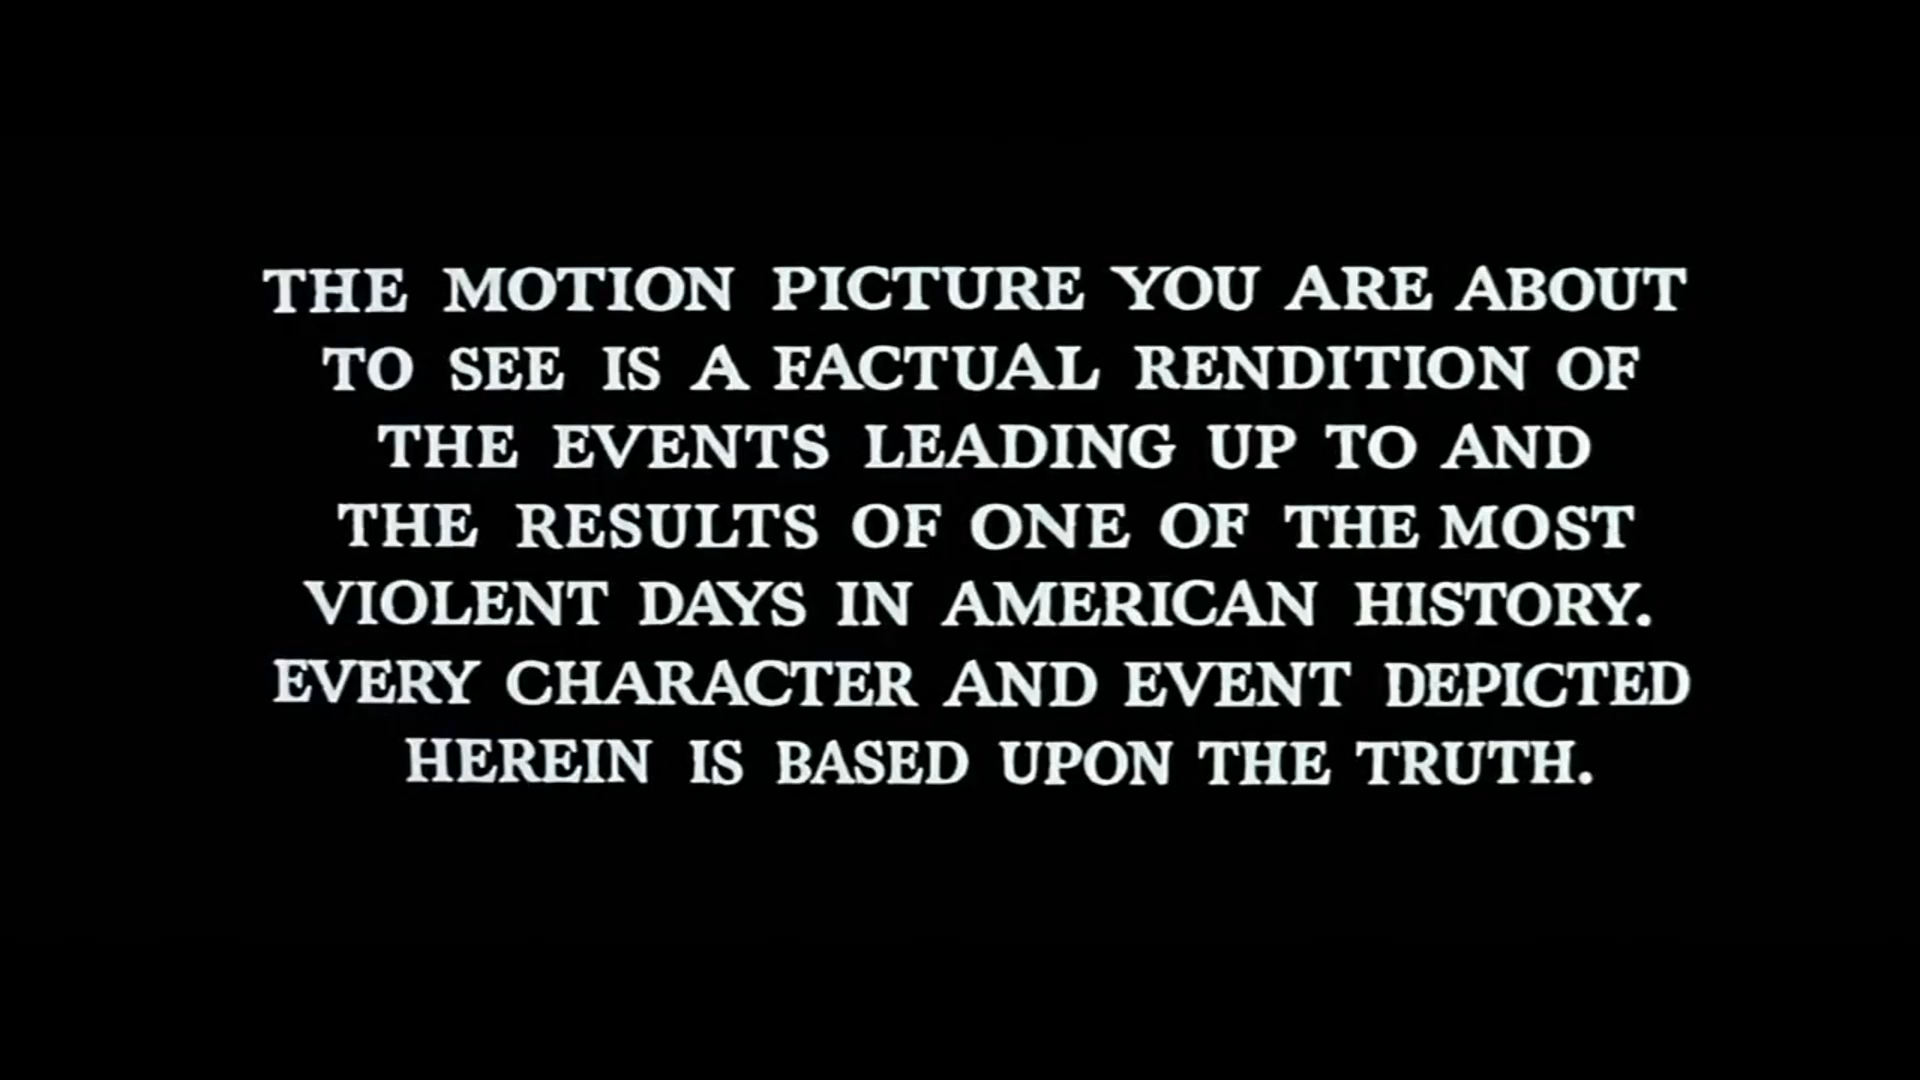 THE MOTION PICTURE YOU ARE ABOUT
TO SEE IS A FACTUAL RENDITION OF
THE EVENTS LEADING UP TO AND
THE RESULTS OF ONE OF THE MOST
VIOLENT DAYS IN AMERICAN HISTORY.
EVERY CHARACTER AND EVENT DEPICTED
HEREIN IS BASED UPON THE TRUTH.